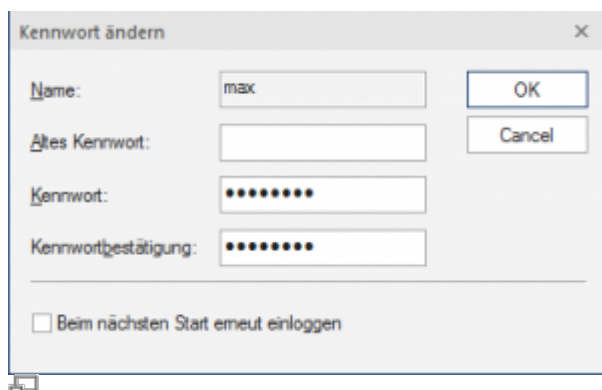 Kennwort ändern
Name: max OK
Altes Kennwort: Cancel
Kennwort: ••••••••
Kennwortbestätigung: ••••••••
Beim nächsten Start erneut einloggen